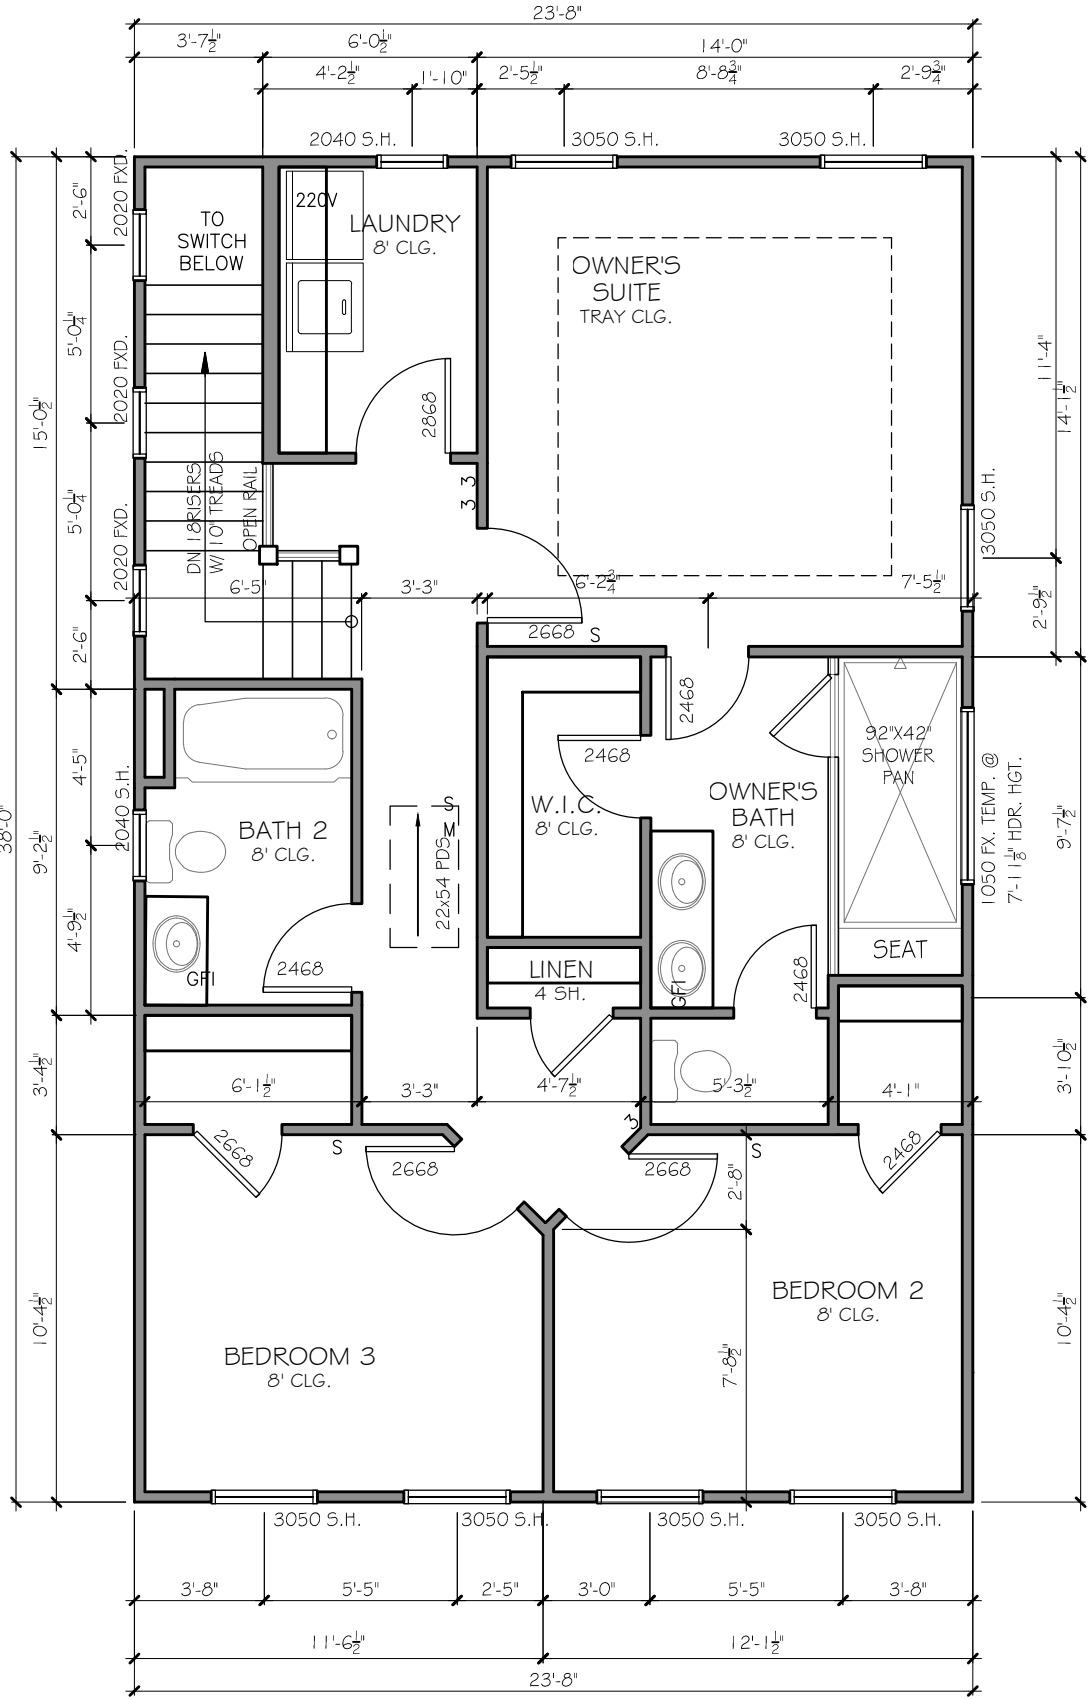 23'-8"
3'-7½"
6'-0½"
14'-0"
4'-2½"
1'-10"
2'-5½"
8'-8¾"
2'-9¾"
2040 S.H.
3050 S.H.
3050 S.H.
2020 FXD.
2'-6"
TO
SWITCH
BELOW
220V
LAUNDRY
8' CLG.
OWNER'S
SUITE
TRAY CLG.
5'-0¼"
2020 FXD.
15'-0½"
2868
11'-4"
14'-1½"
DN 18RISERS
W/ 10" TREADS
OPEN RAIL
3
3
3050 S.H.
5'-0¼"
2020 FXD.
6'-5"
3'-3"
6'-2¾"
7'-5½"
2'-9½"
2668
S
2'-6"
2468
2468
4'-5"
2040 S.H.
92"X42"
SHOWER
PAN
1050 FX. TEMP. @
7'-11⅛" HDR. HGT.
OWNER'S
BATH
8' CLG.
W.I.C.
8' CLG.
BATH 2
8' CLG.
S
M
22x54 PDS
38'-0"
9'-2½"
9'-7½"
4'-9½"
SEAT
2468
GFI
LINEN
4 SH.
GFI
2468
3'-4½"
3'-10½"
6'-1½"
3'-3"
4'-7½"
5'-3½"
4'-1"
3
2668
S
2668
2668
S
2468
2'-8"
BEDROOM 2
8' CLG.
10'-4½"
10'-4½"
BEDROOM 3
8' CLG.
7'-8½"
3050 S.H.
3050 S.H.
3050 S.H.
3050 S.H.
3'-8"
5'-5"
2'-5"
3'-0"
5'-5"
3'-8"
11'-6½"
12'-1½"
23'-8"